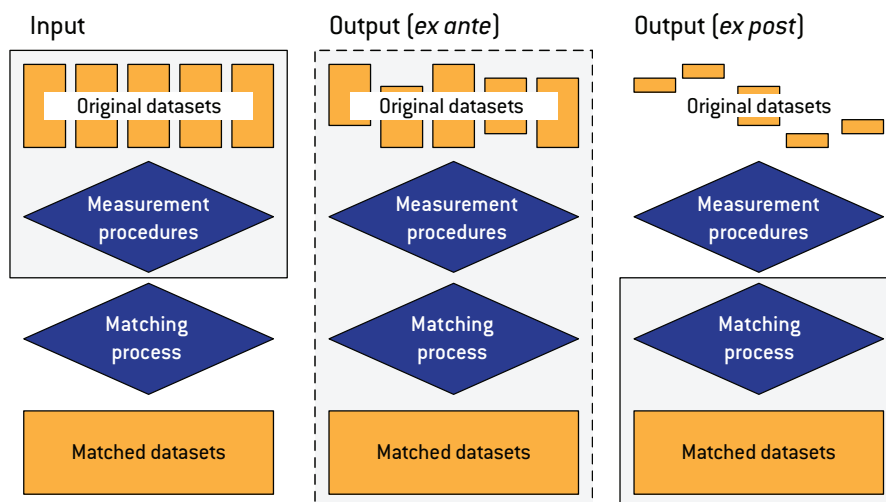 Input
Original datasets
Measurement
procedures
Matching
process
Matched datasets
Output (ex ante)
Original datasets
Measurement
procedures
Matching
process
Matched datasets
Output (ex post)
Original datasets
Measurement
procedures
Matching
process
Matched datasets